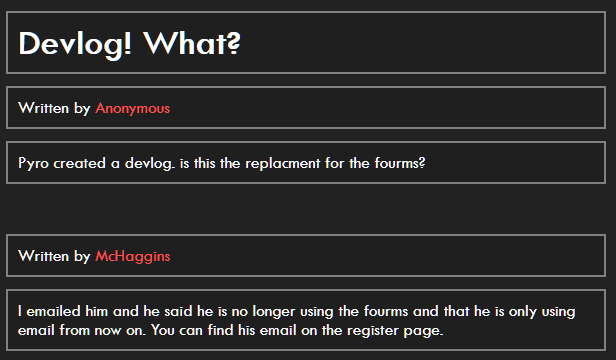 Devlog! What?
Written by Anonymous
Pyro created a devlog. is this the replacment for the fourms?
Written by McHaggins
I emailed him and he said he is no longer using the fourms and that he is only using
email from now on. You can find his email on the register page.